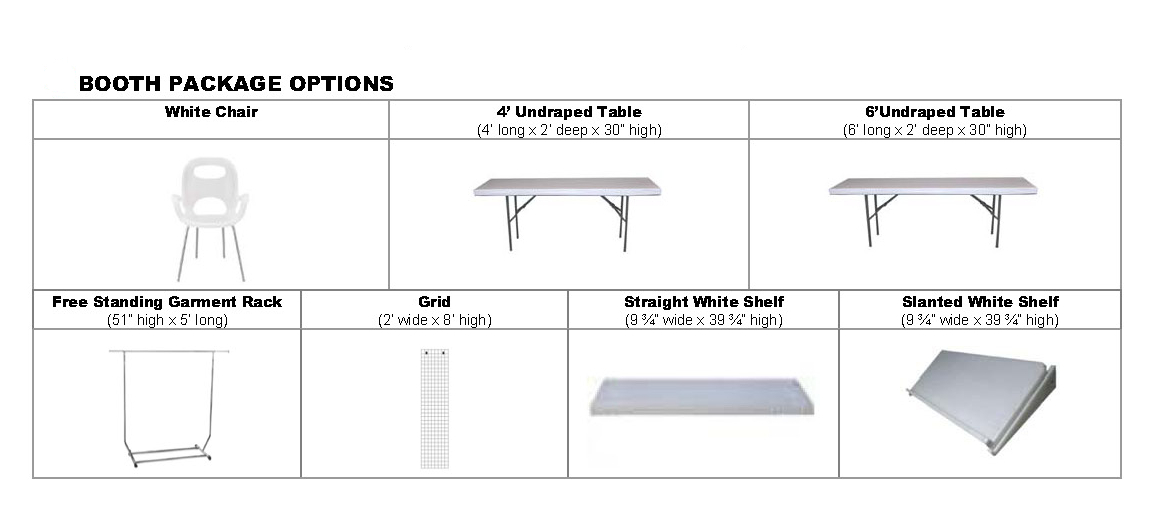 BOOTH PACKAGE OPTIONS
White Chair
4’ Undraped Table
(4’ long x 2’ deep x 30” high)
6’Undraped Table
(6’ long x 2’ deep x 30” high)
Free Standing Garment Rack
(51” high x 5’ long)
Grid
(2’ wide x 8’ high)
Straight White Shelf
(9 ¾” wide x 39 ¾” high)
Slanted White Shelf
(9 ¾” wide x 39 ¾” high)